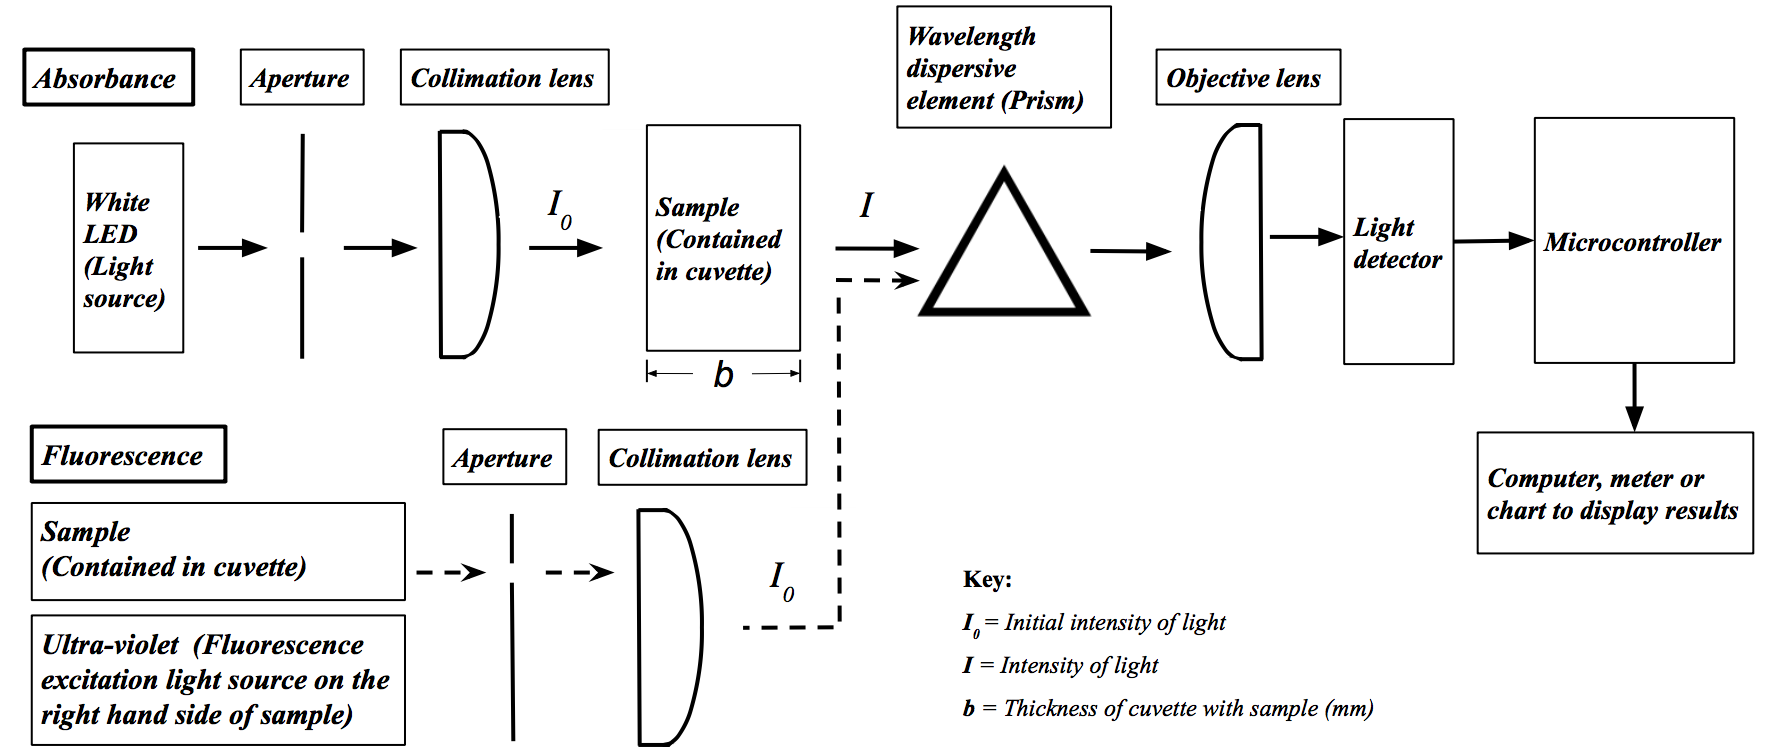 Absorbance
Aperture
Collimation lens
Wavelength
dispersive
element (Prism)
Objective lens
White
LED
(Light
source)
I0
Sample
(Contained
in cuvette)
I
Light
detector
Microcontroller
b
Fluorescence
Aperture
Collimation lens
Computer, meter or
chart to display results
Sample
(Contained in cuvette)
I0
Ultra-violet (Fluorescence
excitation light source on the
right hand side of sample)
Key:
I0 = Initial intensity of light
I = Intensity of light
b = Thickness of cuvette with sample (mm)